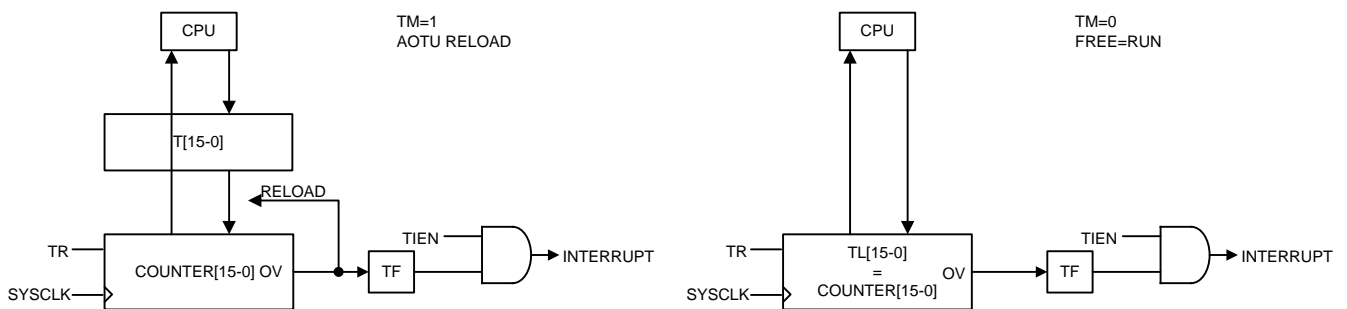 CPU
TM=1
AOTU RELOAD
T[15-0]
RELOAD
TR
SYSCLK
COUNTER[15-0] OV
TF
TIEN
INTERRUPT
CPU
TM=0
FREE=RUN
TR
SYSCLK
TL[15-0]
=
COUNTER[15-0]
OV
TF
TIEN
INTERRUPT